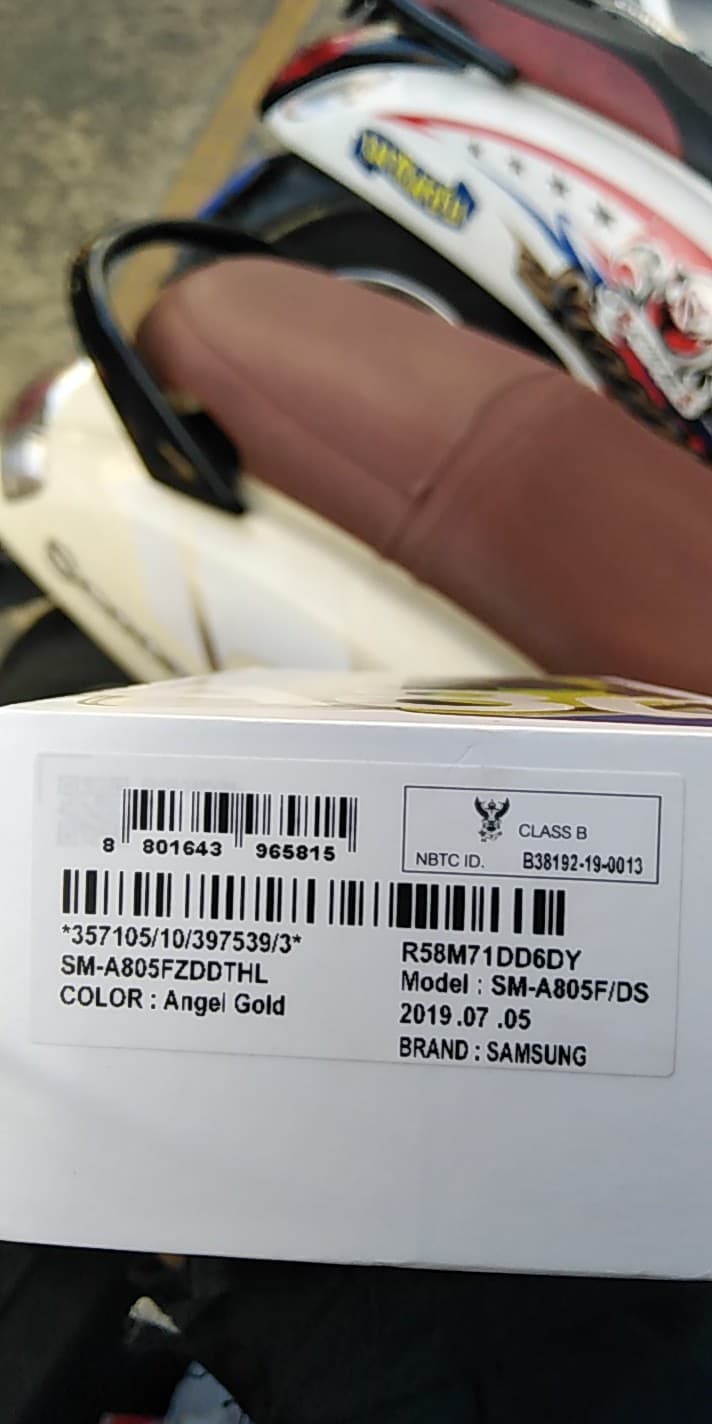 8 801643 965815
CLASS B
NBTC ID. B38192-19-0013
*357105/10/397539/3*
SM-A805FZDDTHL
COLOR : Angel Gold
R58M71DD6DY
Model : SM-A805F/DS
2019.07 .05
BRAND : SAMSUNG